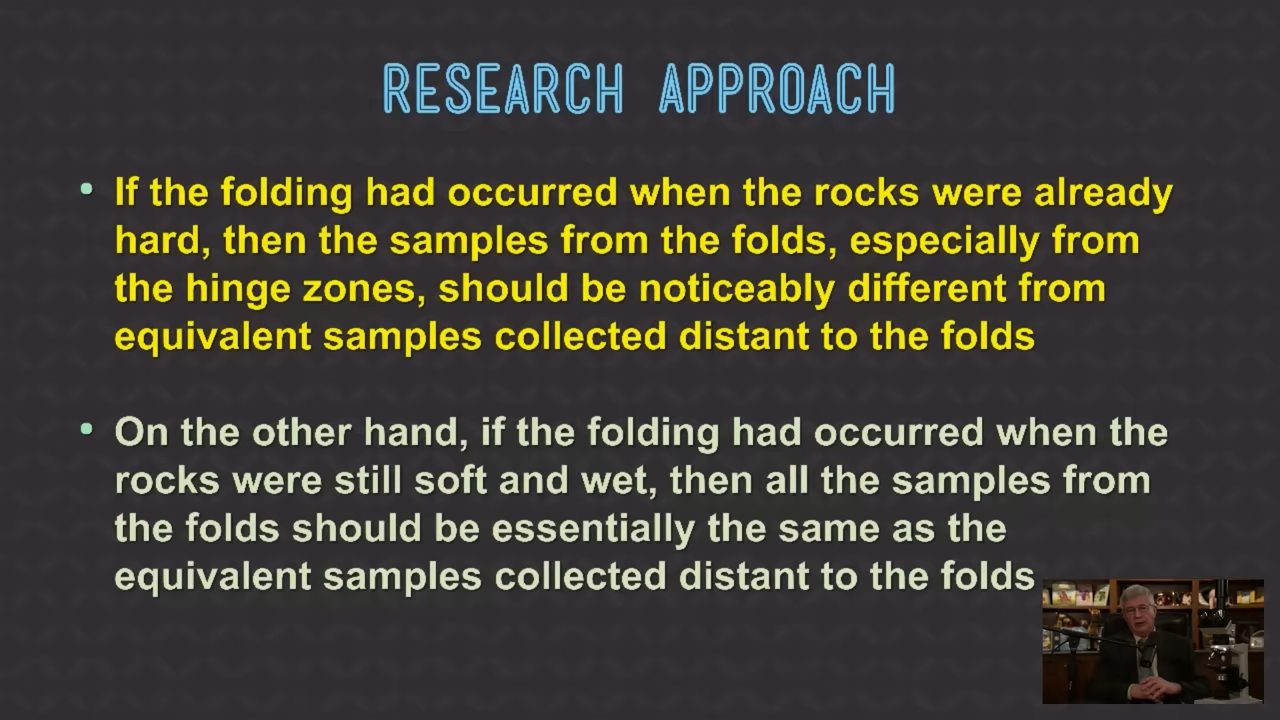 RESEARCH APPROACH
• If the folding had occurred when the rocks were already
hard, then the samples from the folds, especially from
the hinge zones, should be noticeably different from
equivalent samples collected distant to the folds
• On the other hand, if the folding had occurred when the
rocks were still soft and wet, then all the samples from
the folds should be essentially the same as the
equivalent samples collected distant to the folds